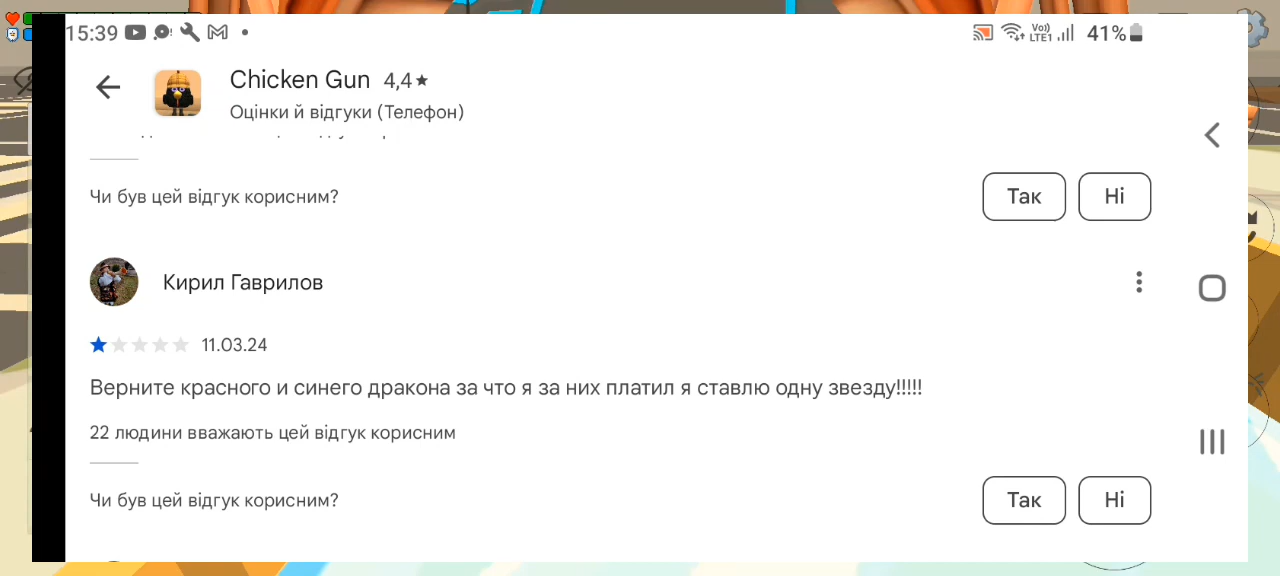 15:39
Vo))
LTE1
41%
Chicken Gun 4,4★
Оцінки й відгуки (Телефон)
Чи був цей відгук корисним?
Так
Ні
Кирил Гаврилов
11.03.24
Верните красного и синего дракона за что я за них платил я ставлю одну звезду!!!!!
22 людини вважають цей відгук корисним
Чи був цей відгук корисним?
Так
Ні